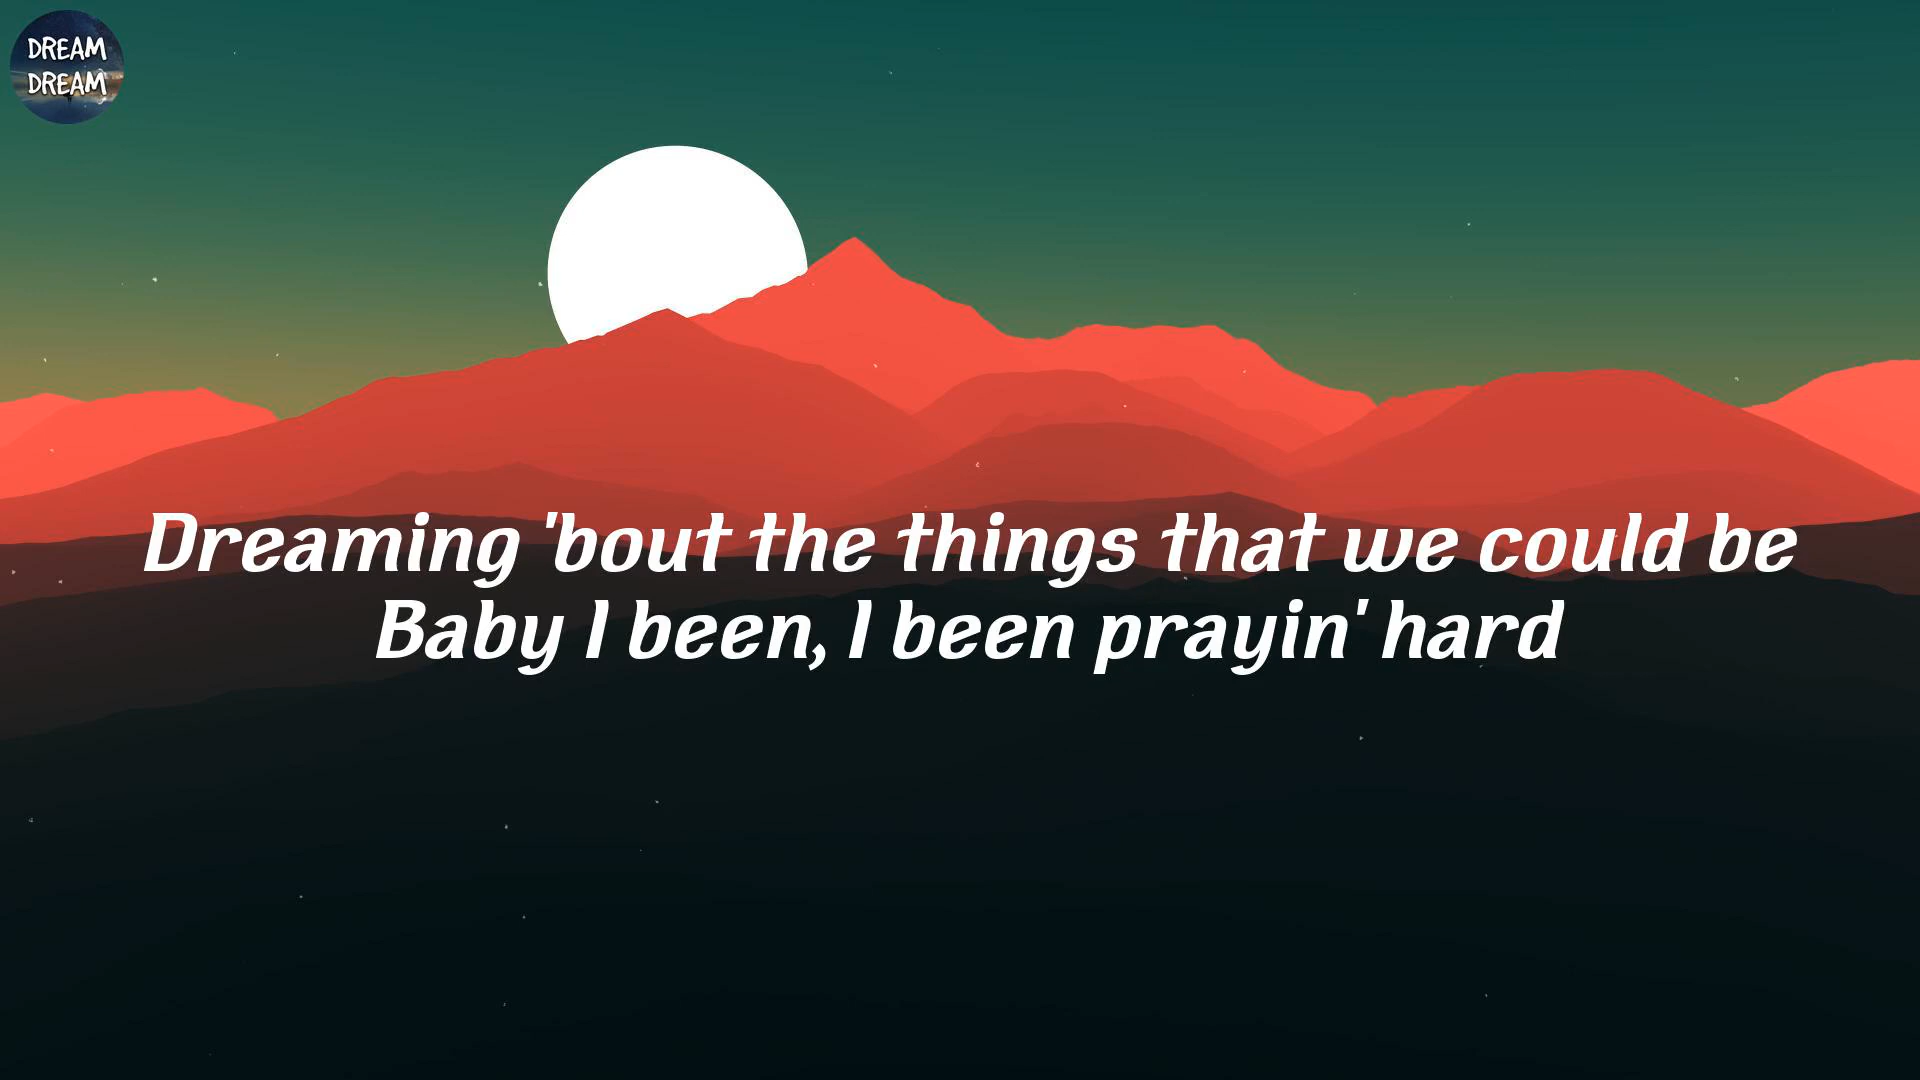 DREAM
DREAM
Dreaming 'bout the things that we could be
Baby I been, I been prayin' hard